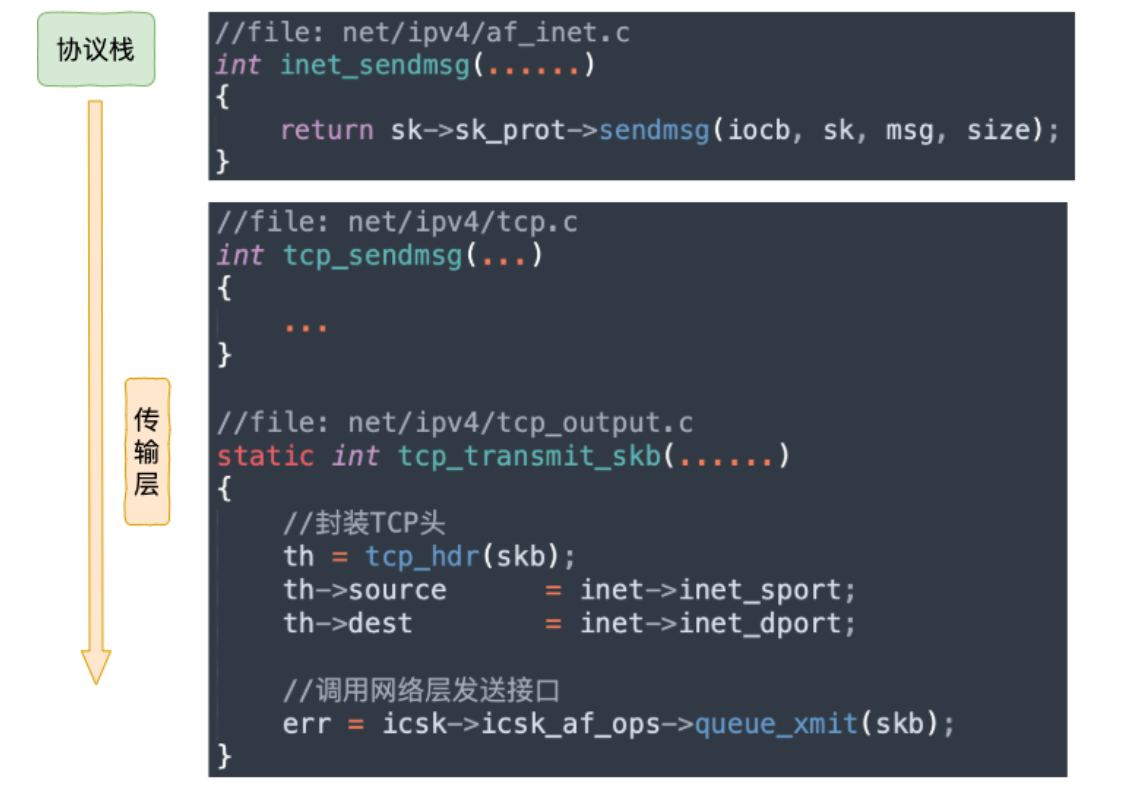 协议栈
//file: net/ipv4/af_inet.c
int inet_sendmsg(......)
{
    return sk->sk_prot->sendmsg(iocb, sk, msg, size);
}
//file: net/ipv4/tcp.c
int tcp_sendmsg(...)
{
    ...
}
传输层
//file: net/ipv4/tcp_output.c
static int tcp_transmit_skb(......)
{
    //封装TCP头
    th = tcp_hdr(skb);
    th->source      = inet->inet_sport;
    th->dest        = inet->inet_dport;
    //调用网络层发送接口
    err = icsk->icsk_af_ops->queue_xmit(skb);
}